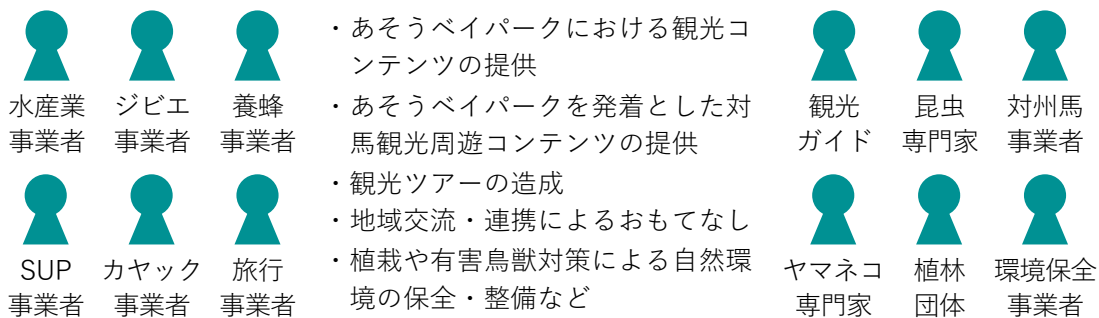 水産業
事業者
ジビエ
事業者
養蜂
事業者
SUP
事業者
カヤック
事業者
旅行
事業者
・あそうベイパークにおける観光コ
ンテンツの提供
・あそうベイパークを発着とした対
馬観光周遊コンテンツの提供
・観光ツアーの造成
・地域交流・連携によるおもてなし
・植栽や有害鳥獣対策による自然環
境の保全・整備など
観光
ガイド
昆虫
専門家
対州馬
事業者
ヤマネコ
専門家
植林
団体
環境保全
事業者